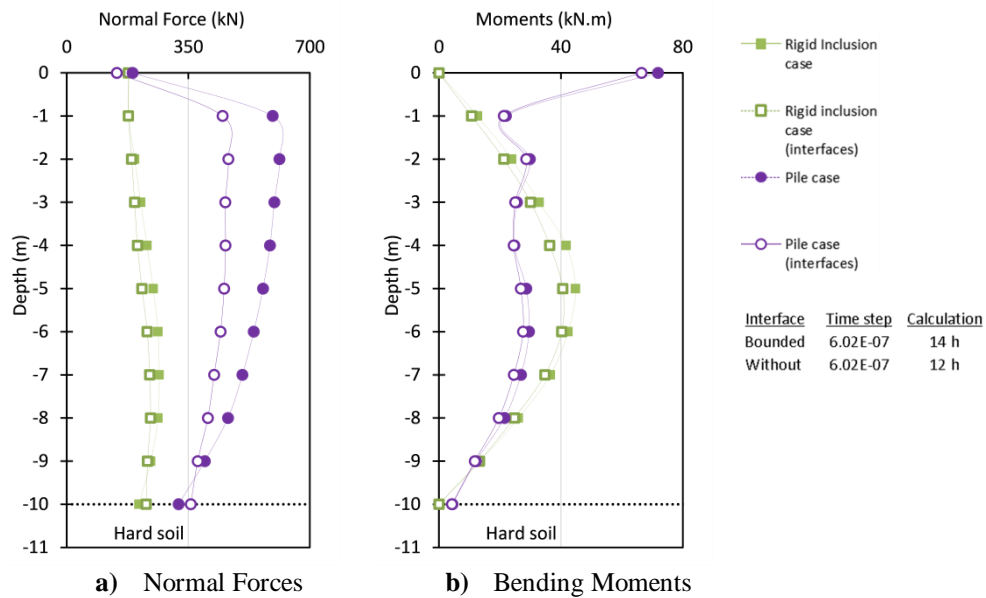 Normal Force (kN)
0 350 700
0
-1
-2
-3
-4
-5
-6
-7
-8
-9
-10
-11
Depth (m)
Hard soil
a) Normal Forces
Moments (kN.m)
0 40 80
0
-1
-2
-3
-4
-5
-6
-7
-8
-9
-10
-11
Depth (m)
Hard soil
b) Bending Moments
Rigid Inclusion
case
Rigid inclusion
case
(interfaces)
Pile case
Pile case
(interfaces)
Interface Time step Calculation
Bounded 6.02E-07 14 h
Without 6.02E-07 12 h